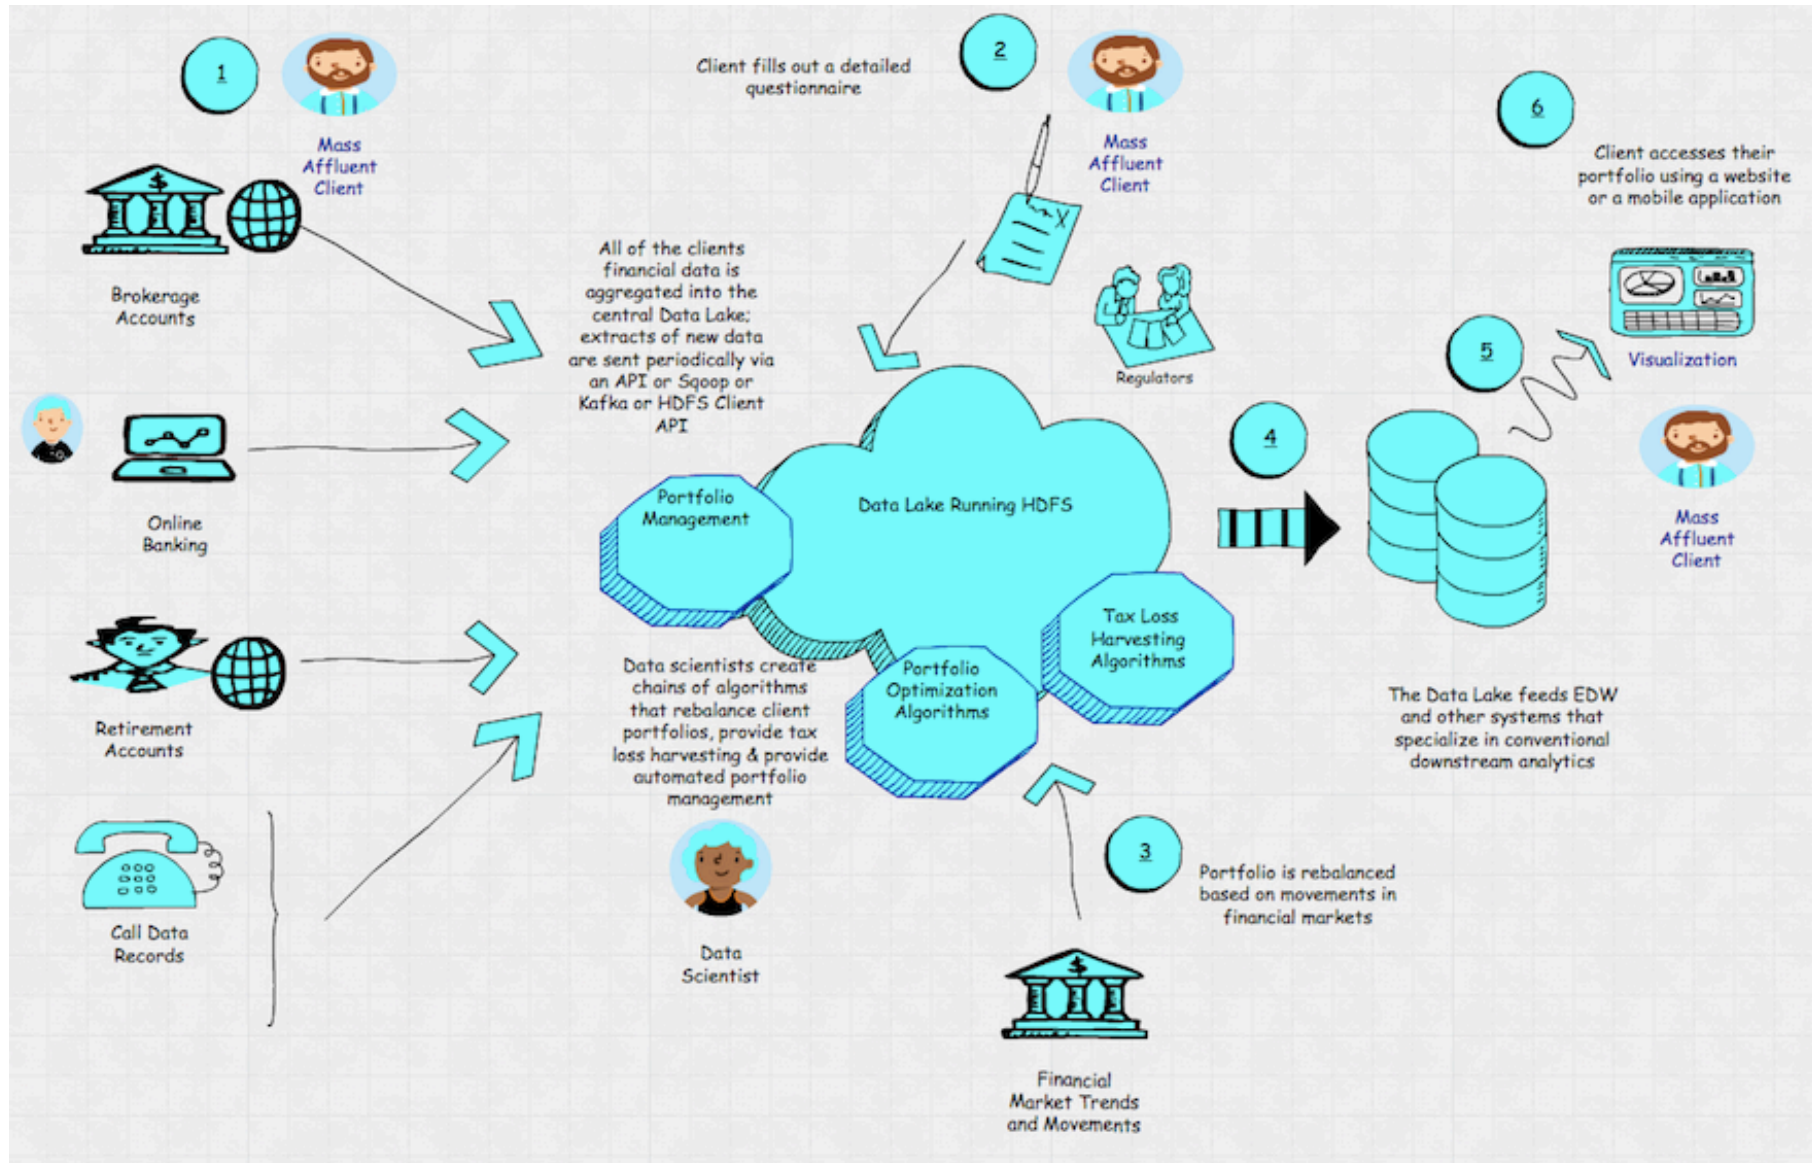 1
Mass
Affluent
Client
Brokerage
Accounts
Online
Banking
Retirement
Accounts
Call Data
Records
All of the clients
financial data is
aggregated into the
central Data Lake;
extracts of new data
are sent periodically via
an API or Sqoop or
Kafka or HDFS Client
API
2
Client fills out a detailed
questionnaire
Mass
Affluent
Client
X
Regulators
Portfolio
Management
Data Lake Running HDFS
Tax Loss
Harvesting
Algorithms
Portfolio
Optimization
Algorithms
Data scientists create
chains of algorithms
that rebalance client
portfolios, provide tax
loss harvesting & provide
automated portfolio
management
Data
Scientist
3
Portfolio is rebalanced
based on movements in
financial markets
$
Financial
Market Trends
and Movements
4
5
The Data Lake feeds EDW
and other systems that
specialize in conventional
downstream analytics
6
Client accesses their
portfolio using a website
or a mobile application
Visualization
Mass
Affluent
Client
$